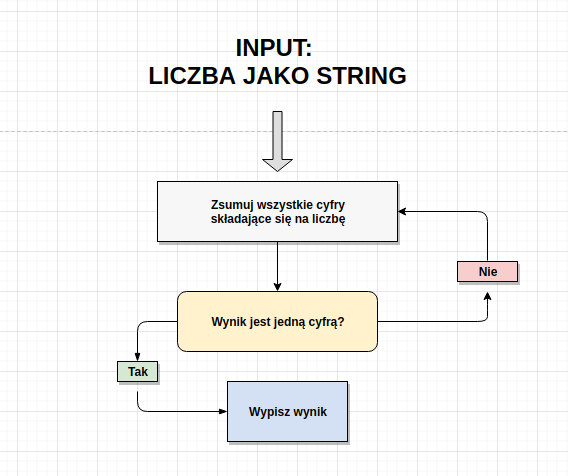 INPUT:
LICZBA JAKO STRING
Zsumuj wszystkie cyfry
składające się na liczbę
Nie
Wynik jest jedną cyfrą?
Tak
Wypisz wynik